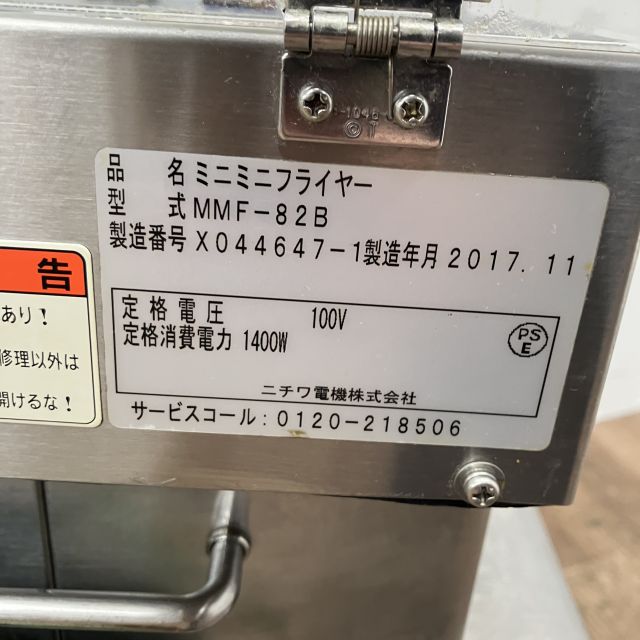 品名 ミニミニフライヤー
型式 MMF-82B
製造番号 X044647-1 製造年月 2017.11
定格電圧 100V
定格消費電力 1400W
PS
E
ニチワ電機株式会社
サービスコール:0120-218506
告
あり!
修理以外は
開けるな!